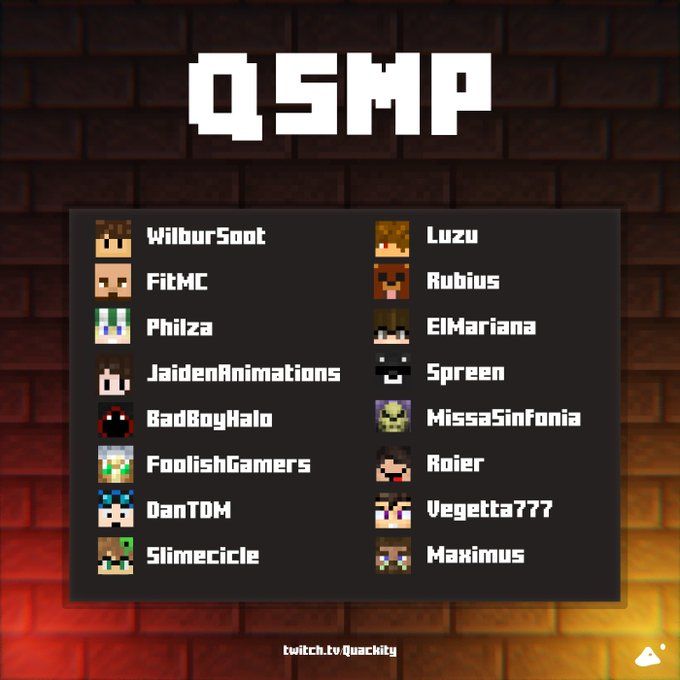 QSMP
WilburSoot
FitMC
Philza
JaidenAnimations
BadBoyHalo
FoolishGamers
DanTDM
Slimecicle
Luzu
Rubius
ElMariana
Spreen
MissaSinfonia
Roier
Vegetta777
Maximus
twitch.tv/Quackity